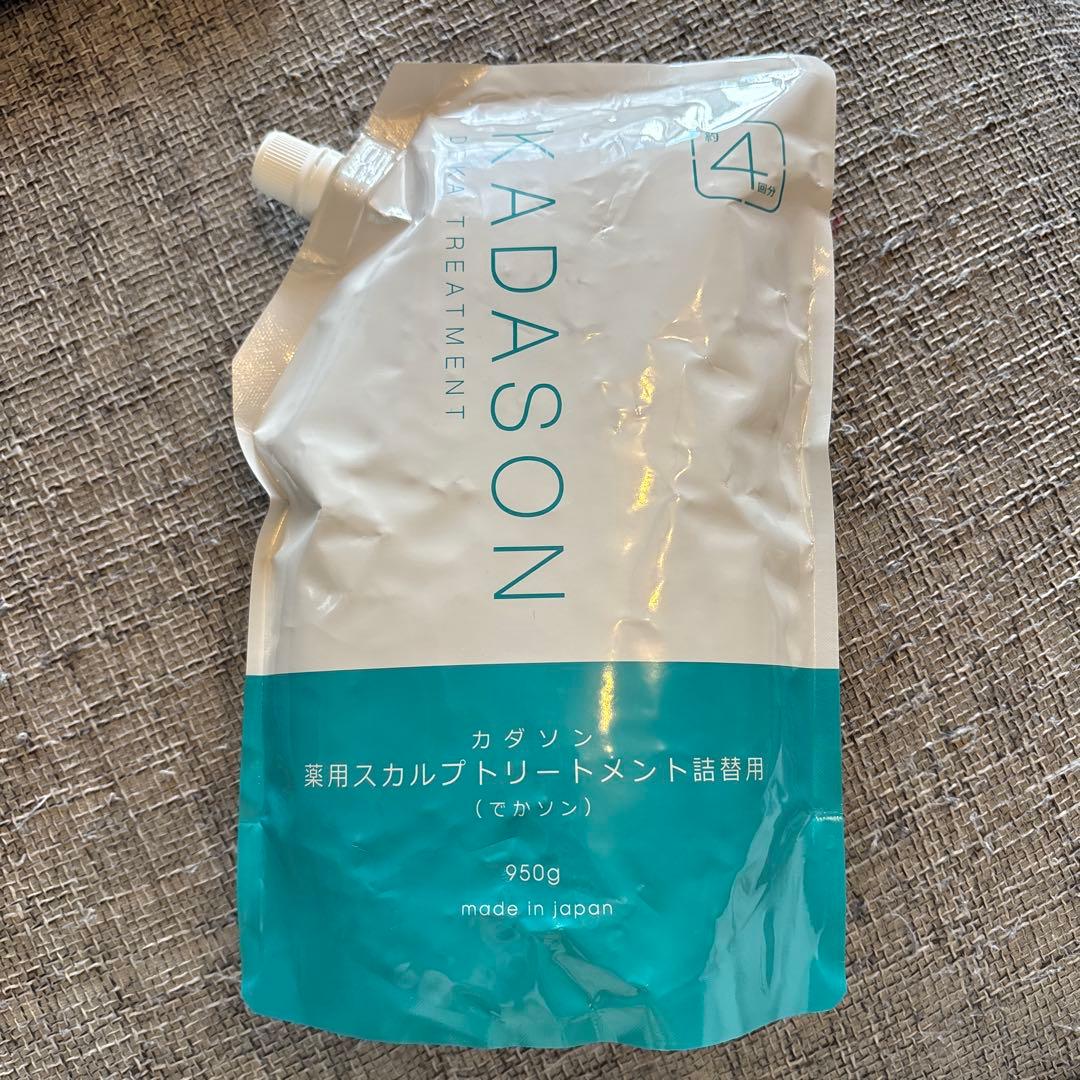 約
4
回分
KADASON
DEKA TREATMENT
カダソン
薬用スカルプトリートメント詰替用
（でかソン）
950g
made in japan